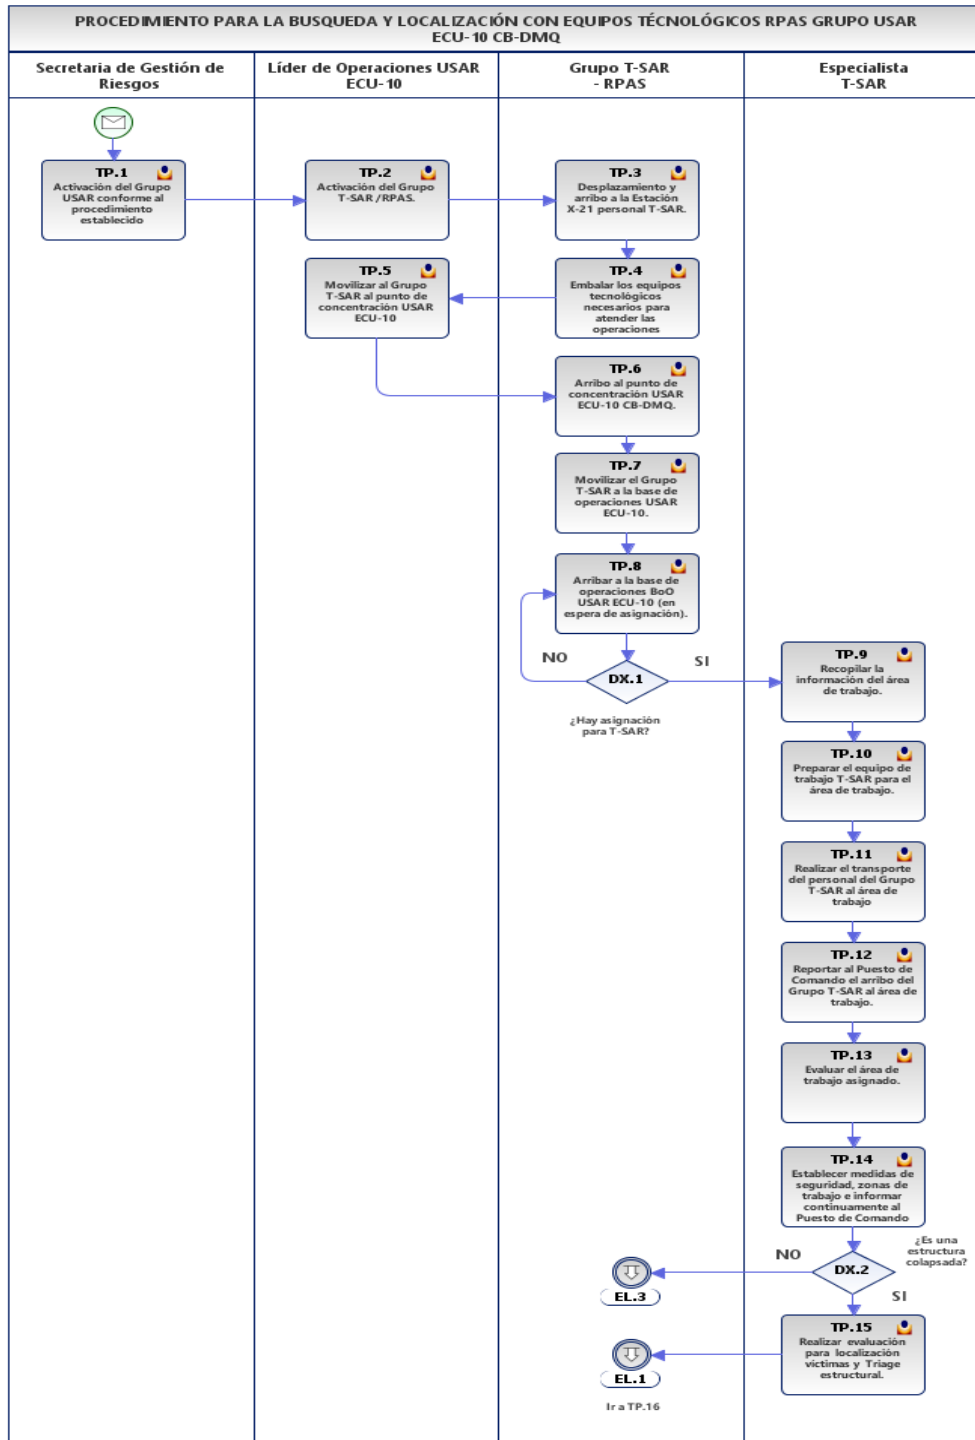 PROCEDIMIENTO PARA LA BUSQUEDA Y LOCALIZACIÓN CON EQUIPOS TÉCNOLÓGICOS RPAS GRUPO USAR
ECU-10 CB-DMQ
Secretaria de Gestión de
Riesgos
Líder de Operaciones USAR
ECU-10
Grupo T-SAR
- RPAS
Especialista
T-SAR
TP.1
Activación del Grupo
USAR conforme al
procedimiento
establecido
TP.2
Activación del Grupo
T-SAR /RPAS.
TP.3
Desplazamiento y
arribo a la Estación
X-21 personal T-SAR.
TP.5
Movilizar al Grupo
T-SAR al punto de
concentración USAR
ECU-10
TP.4
Embalar los equipos
tecnológicos
necesarios para
atender las
operaciones
TP.6
Arribo al punto de
concentración USAR
ECU-10 CB-DMQ.
TP.7
Movilizar el Grupo
T-SAR a la base de
operaciones USAR
ECU-10.
TP.8
Arribar a la base de
operaciones BoO
USAR ECU-10 (en
espera de asignación).
NO
DX.1
SI
¿Hay asignación
para T-SAR?
TP.9
Recopilar la
información del área
de trabajo.
TP.10
Preparar el equipo de
trabajo T-SAR para el
área de trabajo.
TP.11
Realizar el transporte
del personal del Grupo
T-SAR al área de
trabajo
TP.12
Reportar al Puesto de
Comando el arribo del
Grupo T-SAR al área de
trabajo.
TP.13
Evaluar el área de
trabajo asignado.
TP.14
Establecer medidas de
seguridad, zonas de
trabajo e informar
continuamente al
Puesto de Comando
¿Es una
estructura
colapsada?
NO
DX.2
SI
EL.3
TP.15
Realizar evaluación
para localización
víctimas y Triage
estructural.
EL.1
Ir a TP.16